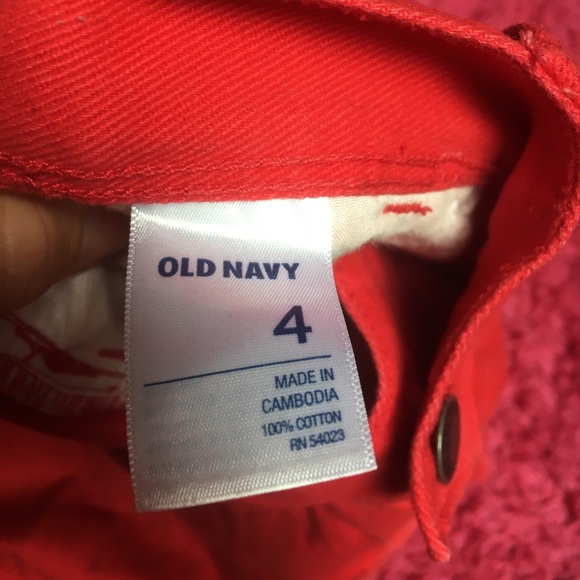 OLD NAVY
4
MADE IN
CAMBODIA
100% COTTON
RN 54023